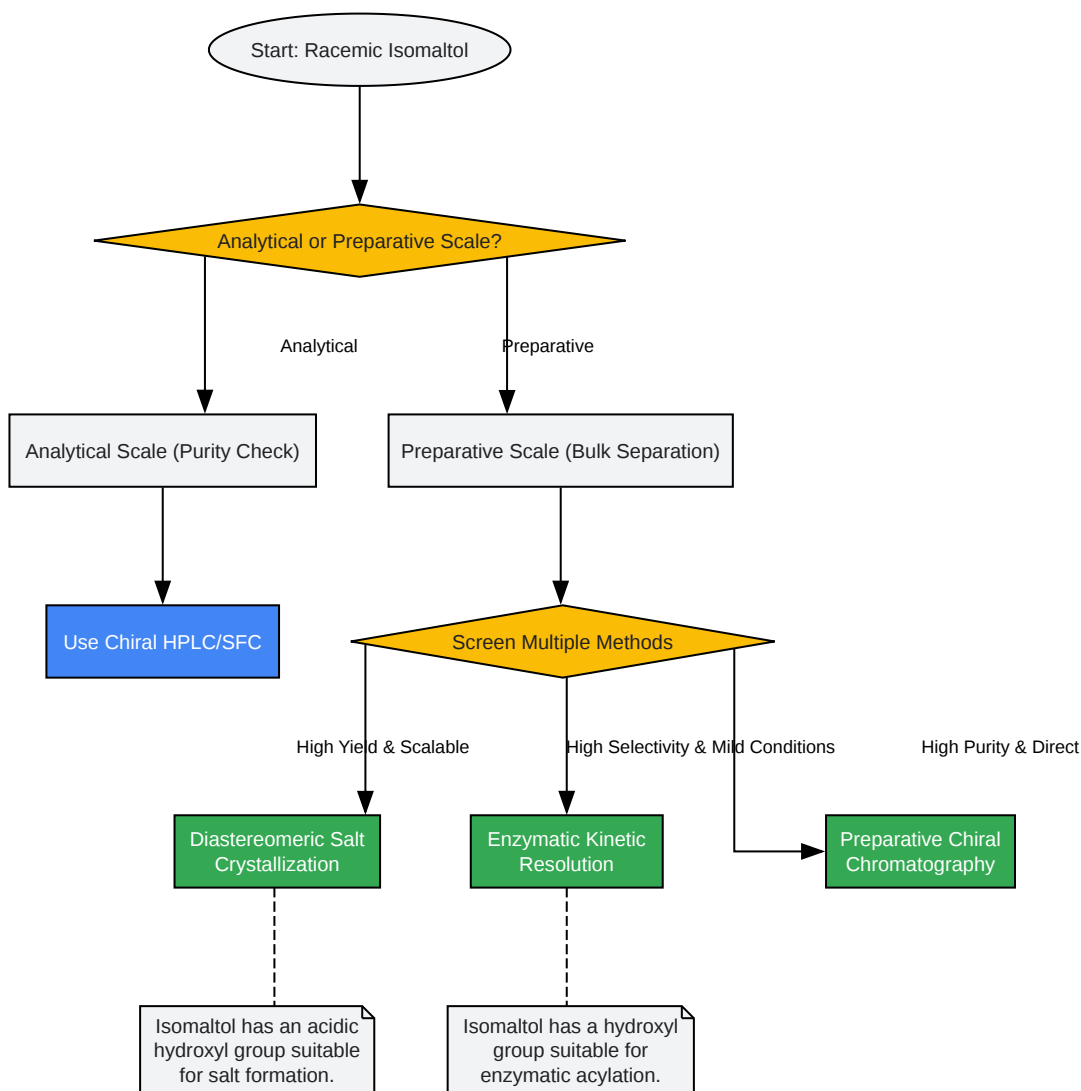 Start: Racemic Isomaltol
Analytical or Preparative Scale?
Analytical
Preparative
Analytical Scale (Purity Check)
Preparative Scale (Bulk Separation)
Use Chiral HPLC/SFC
Screen Multiple Methods
High Yield & Scalable
High Selectivity & Mild Conditions
High Purity & Direct
Diastereomeric Salt
Crystallization
Enzymatic Kinetic
Resolution
Preparative Chiral
Chromatography
Isomaltol has an acidic
hydroxyl group suitable
for salt formation.
Isomaltol has a hydroxyl
group suitable for
enzymatic acylation.